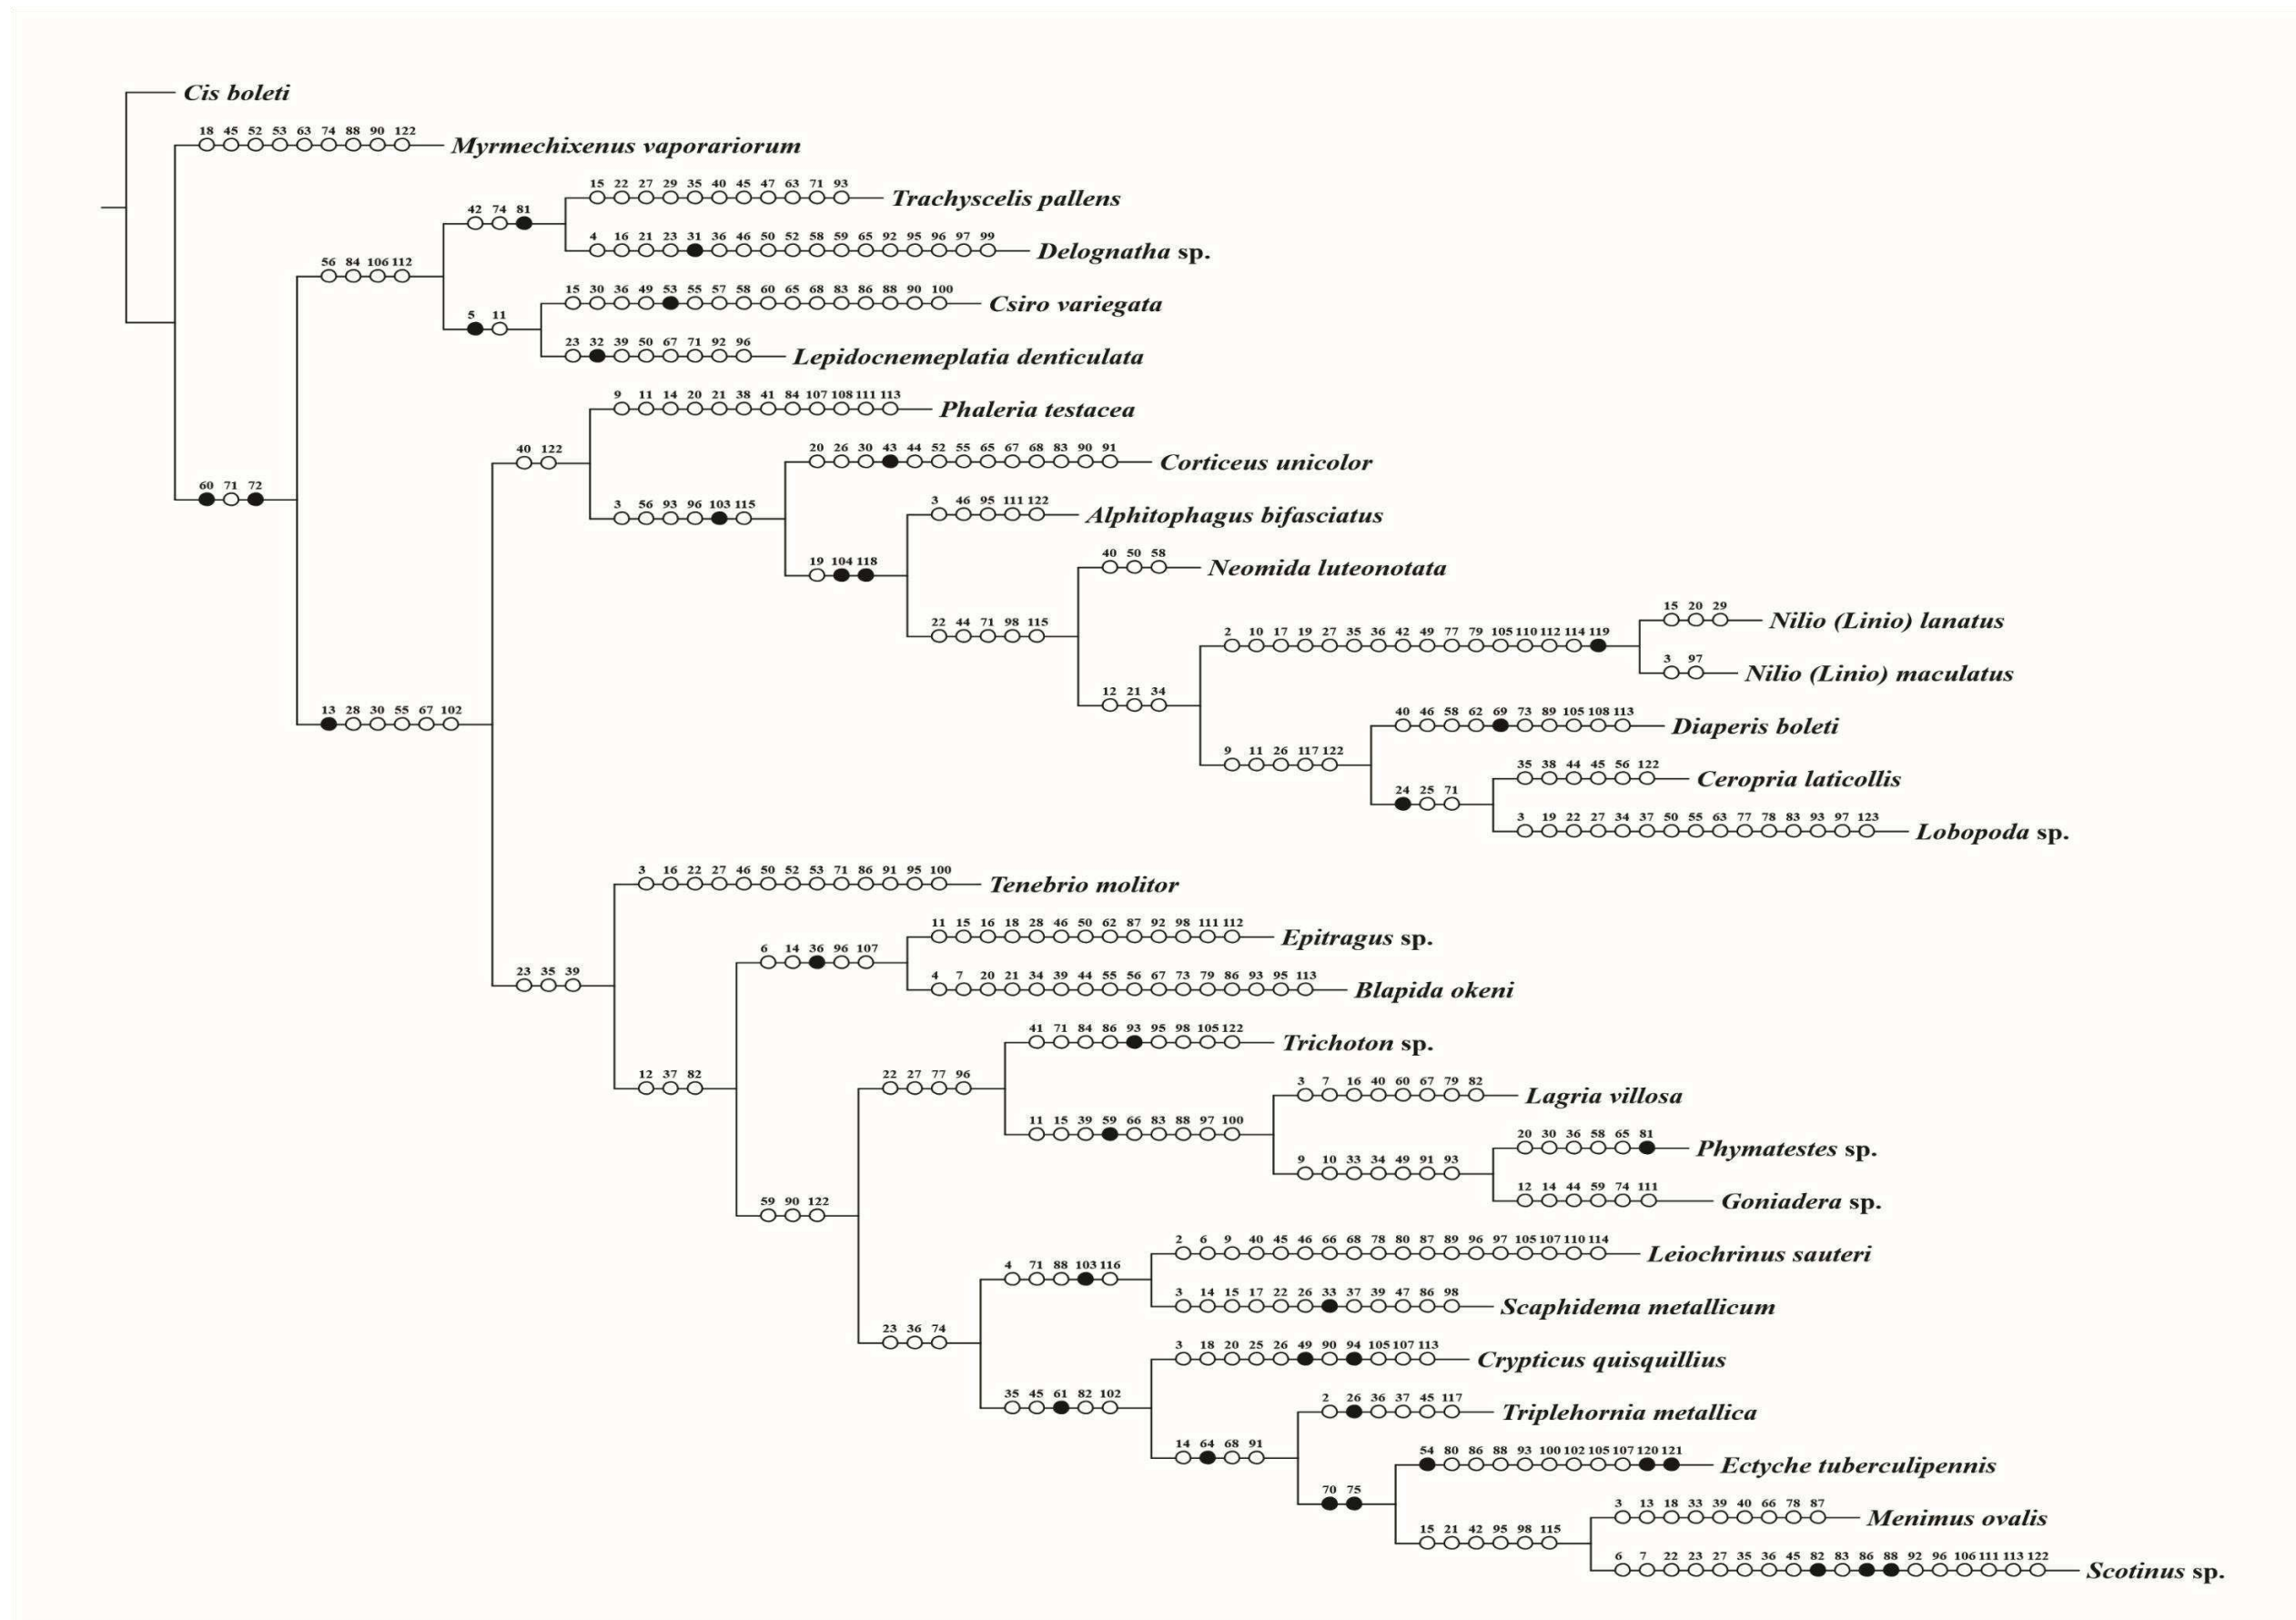 Cis boleti
18 45 52 53 63 74 88 90 122
Myrmechixenus vaporariorum
15 22 27 29 35 40 45 47 63 71 93
Trachyscelis pallens
42 74 81
4 16 21 23 31 36 46 50 52 58 59 65 92 95 96 97 99
Delognatha sp.
56 84 106 112
15 30 36 49 53 55 57 58 60 65 68 83 86 88 90 100
Csiro variegata
5 11
23 32 39 50 67 71 92 96
Lepidocnemeplatia denticulata
9 11 14 20 21 38 41 84 107 108 111 113
Phaleria testacea
40 122
20 26 30 43 44 52 55 65 67 68 83 90 91
Corticeus unicolor
60 71 72
3 56 93 96 103 115
3 46 95 111 122
Alphitophagus bifasciatus
19 104 118
40 50 58
Neomida luteonotata
22 44 71 98 115
15 20 29
Nilio (Linio) lanatus
2 10 17 19 27 35 36 42 49 77 79 105 110 112 114 119
3 97
Nilio (Linio) maculatus
12 21 34
13 28 30 55 67 102
40 46 58 62 69 73 89 105 108 113
Diaperis boleti
9 11 26 117 122
35 38 44 45 56 122
Ceropria laticollis
24 25 71
3 19 22 27 34 37 50 55 63 77 78 83 93 97 123
Lobopoda sp.
3 16 22 27 46 50 52 53 71 86 91 95 100
Tenebrio molitor
11 15 16 18 28 46 50 62 87 92 98 111 112
Epitragus sp.
6 14 36 96 107
23 35 39
4 7 20 21 34 39 44 55 56 67 73 79 86 93 95 113
Blapida okeni
41 71 84 86 93 95 98 105 122
Trichoton sp.
12 37 82
22 27 77 96
3 7 16 40 60 67 79 82
Lagria villosa
11 15 39 59 66 83 88 97 100
20 30 36 58 65 81
Phymatestes sp.
9 10 33 34 49 91 93
12 14 44 59 74 111
Goniadera sp.
59 90 122
2 6 9 40 45 46 66 68 78 80 87 89 96 97 105 107 110 114
Leiochrinus sauteri
4 71 88 103 116
3 14 15 17 22 26 33 37 39 47 86 98
Scaphidema metallicum
23 36 74
3 18 20 25 26 49 90 94 105 107 113
Crypticus quisquillius
35 45 61 82 102
2 26 36 37 45 117
Triplehornia metallica
14 64 68 91
54 80 86 88 93 100 102 105 107 120 121
Ectyche tuberculipennis
70 75
3 13 18 33 39 40 66 78 87
Menimus ovalis
15 21 42 95 98 115
6 7 22 23 27 35 36 45 82 83 86 88 92 96 106 111 113 122
Scotinus sp.